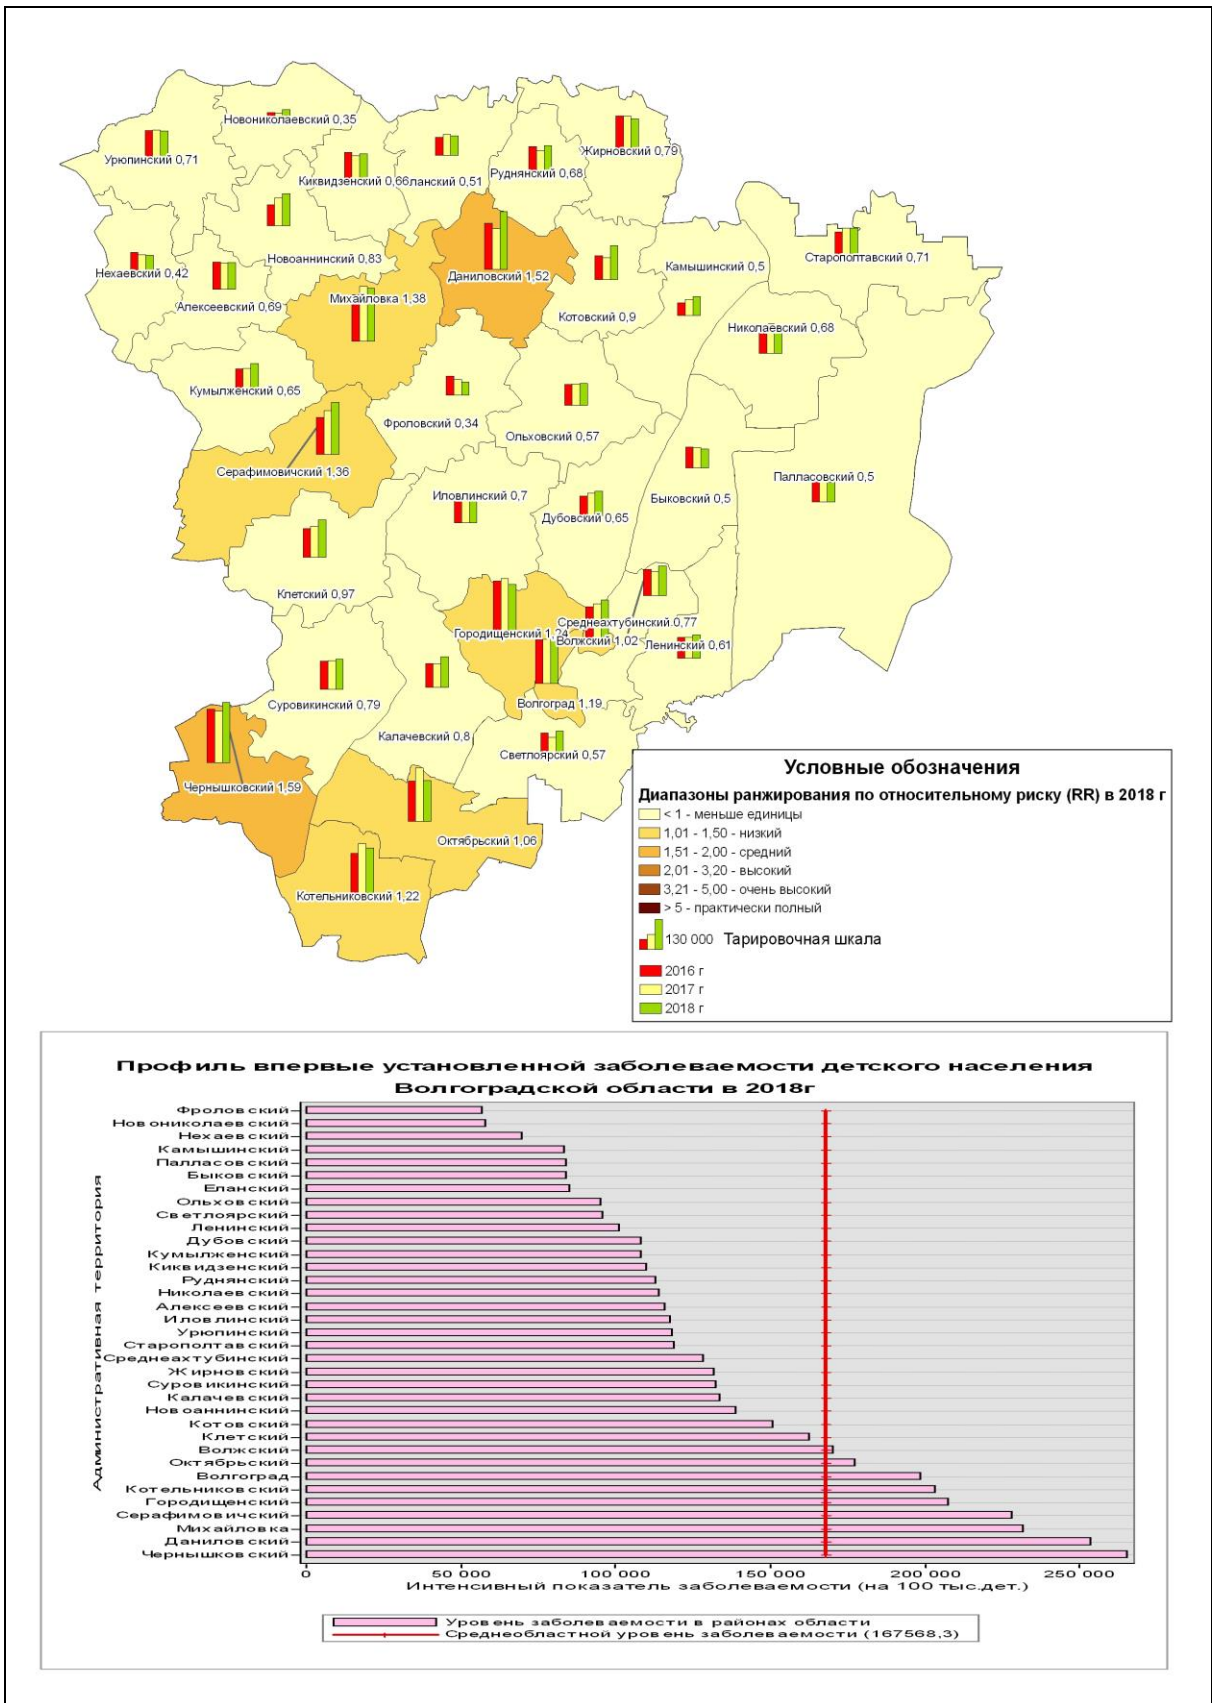 Новониколаевский 0,35
Урюпинский 0,71
Киквидзенский 0,66
ланский 0,51
Руднянский 0,68
Жирновский 0,79
Нехаевский 0,42
Новоаннинский 0,83
Алексеевский 0,69
Михайловка 1,38
Даниловский 1,52
Котовский 0,9
Камышинский 0,5
Старополтавский 0,71
Николаевский 0,68
Кумылженский 0,65
Фроловский 0,34
Ольховский 0,57
Серафимовичский 1,36
Иловлинский 0,7
Дубовский 0,65
Быковский 0,5
Палласовский 0,5
Клетский 0,97
Городищенский 1,24
Среднеахтубинский 0,77
Волжский 1,02
Ленинский 0,61
Суровикинский 0,79
Волгоград 1,19
Калачевский 0,8
Светлоярский 0,57
Чернышковский 1,59
Октябрьский 1,06
Котельниковский 1,22
Условные обозначения
Диапазоны ранжирования по относительному риску (RR) в 2018 г
< 1 - меньше единицы
1,01 - 1,50 - низкий
1,51 - 2,00 - средний
2,01 - 3,20 - высокий
3,21 - 5,00 - очень высокий
> 5 - практически полный
130 000 Тарировочная шкала
2016 г
2017 г
2018 г
Профиль впервые установленной заболеваемости детского населения
Волгоградской области в 2018г
Административная территория
Фроловский
Новониколаевский
Нехаевский
Камышинский
Палласовский
Быковский
Еланский
Ольховский
Светлоярский
Ленинский
Дубовский
Кумылженский
Киквидзенский
Руднянский
Николаевский
Алексеевский
Иловлинский
Урюпинский
Старополтавский
Среднеахтубинский
Жирновский
Суровикинский
Калачевский
Новоаннинский
Котовский
Клетский
Волжский
Октябрьский
Волгоград
Котельниковский
Городищенский
Серафимовичский
Михайловка
Даниловский
Чернышковский
0 50 000 100 000 150 000 200 000 250 000
Интенсивный показатель заболеваемости (на 100 тыс.дет.)
Уровень заболеваемости в районах области
Среднеобластной уровень заболеваемости (167568,3)